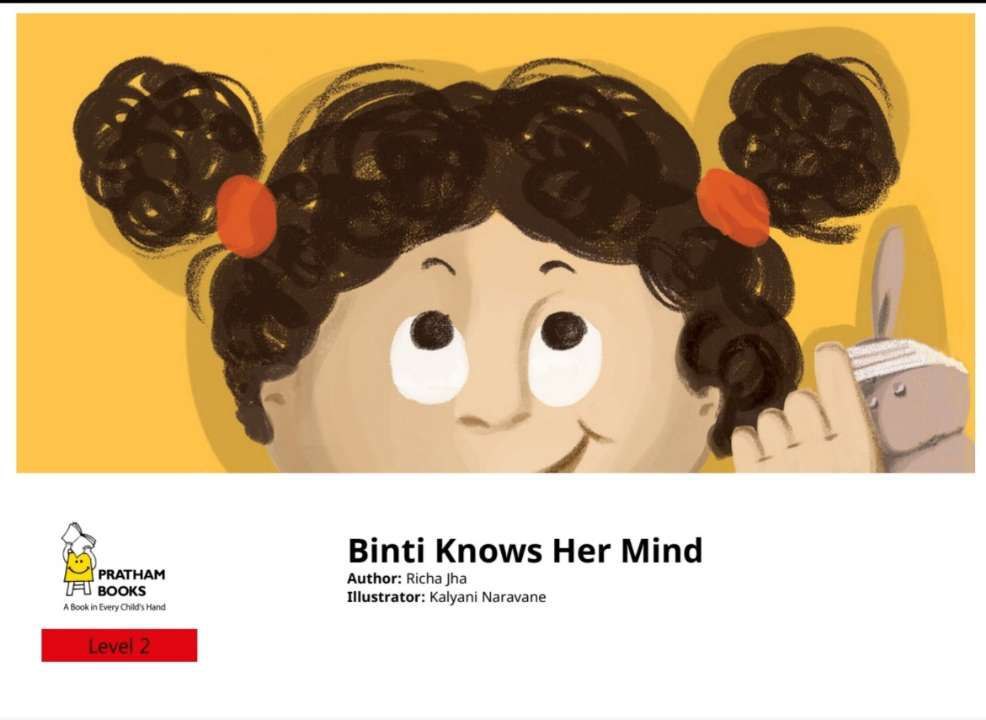 Binti Knows Her Mind
Author: Richa Jha
Illustrator: Kalyani Naravane
PRATHAM
BOOKS
A Book in Every Child's Hand
Level 2